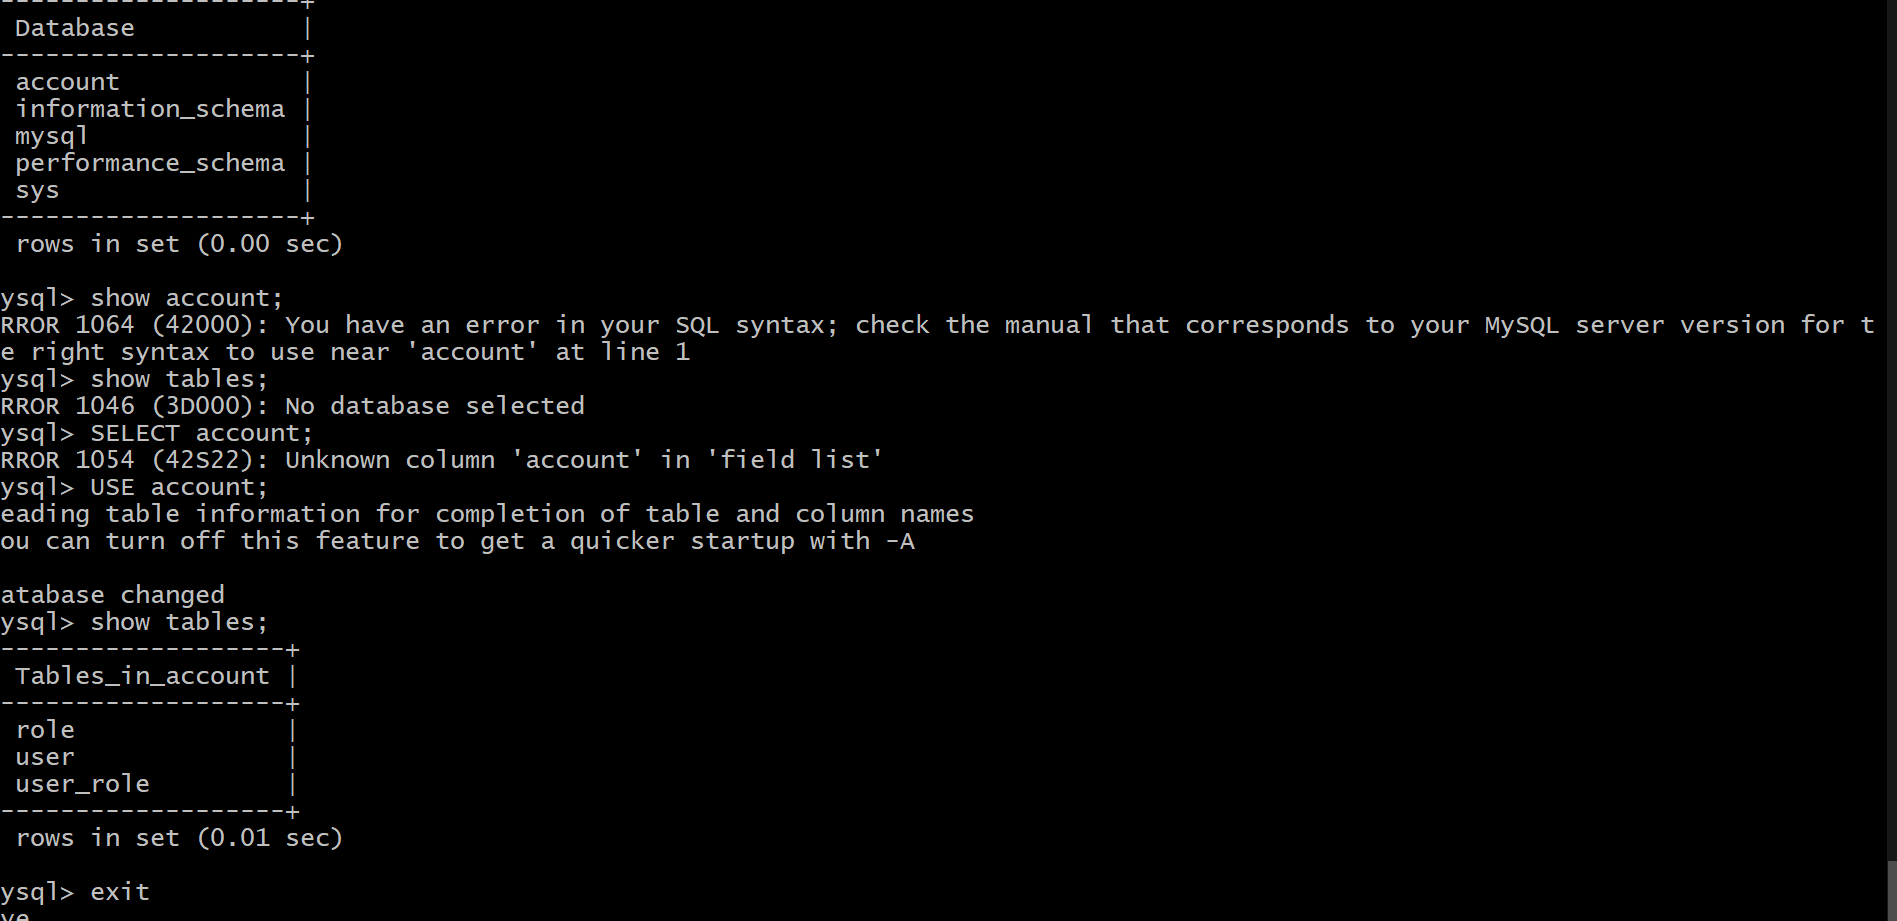 --------------------+
Database           |
--------------------+
account            |
information_schema |
mysql              |
performance_schema |
sys                |
--------------------+
rows in set (0.00 sec)
ysql> show account;
RROR 1064 (42000): You have an error in your SQL syntax; check the manual that corresponds to your MySQL server version for t
e right syntax to use near 'account' at line 1
ysql> show tables;
RROR 1046 (3D000): No database selected
ysql> SELECT account;
RROR 1054 (42S22): Unknown column 'account' in 'field list'
ysql> USE account;
eading table information for completion of table and column names
ou can turn off this feature to get a quicker startup with -A
atabase changed
ysql> show tables;
-------------------+
Tables_in_account |
-------------------+
role              |
user              |
user_role         |
-------------------+
rows in set (0.01 sec)
ysql> exit
ye